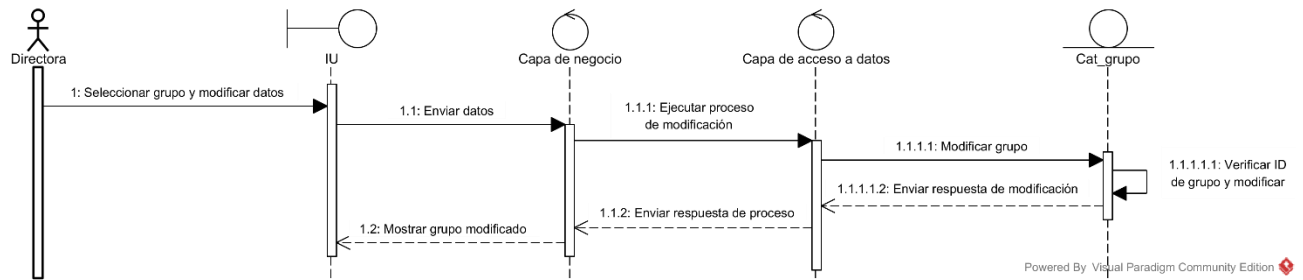 Directora
IU
Capa de negocio
Capa de acceso a datos
Cat_grupo
1: Seleccionar grupo y modificar datos
1.1: Enviar datos
1.1.1: Ejecutar proceso
de modificación
1.1.1.1: Modificar grupo
1.1.1.1.1: Verificar ID
de grupo y modificar
1.1.1.1.2: Enviar respuesta de modificación
1.1.2: Enviar respuesta de proceso
1.2: Mostrar grupo modificado
Powered By Visual Paradigm Community Edition